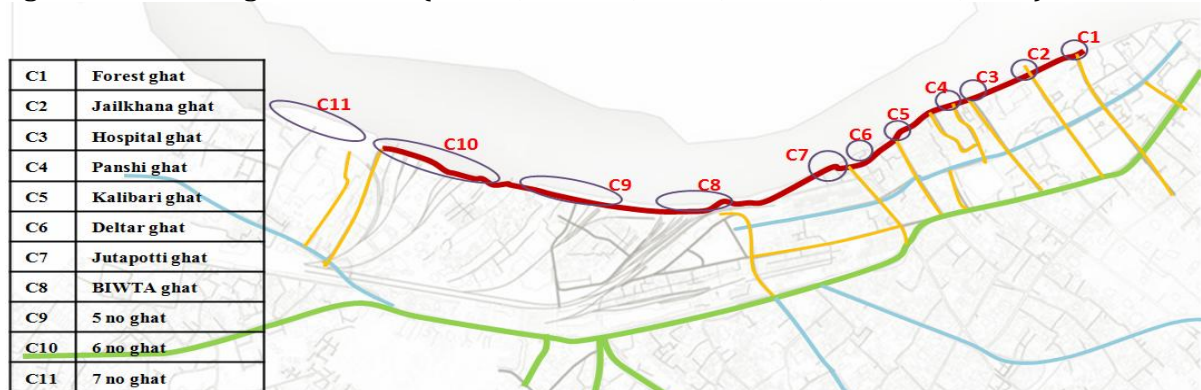 C1 Forest ghat
C2 Jailkhana ghat
C3 Hospital ghat
C4 Panshi ghat
C5 Kalibari ghat
C6 Deltar ghat
C7 Jutapotti ghat
C8 BIWTA ghat
C9 5 no ghat
C10 6 no ghat
C11 7 no ghat
C11
C10
C9
C8
C7
C6
C5
C4
C3
C2
C1